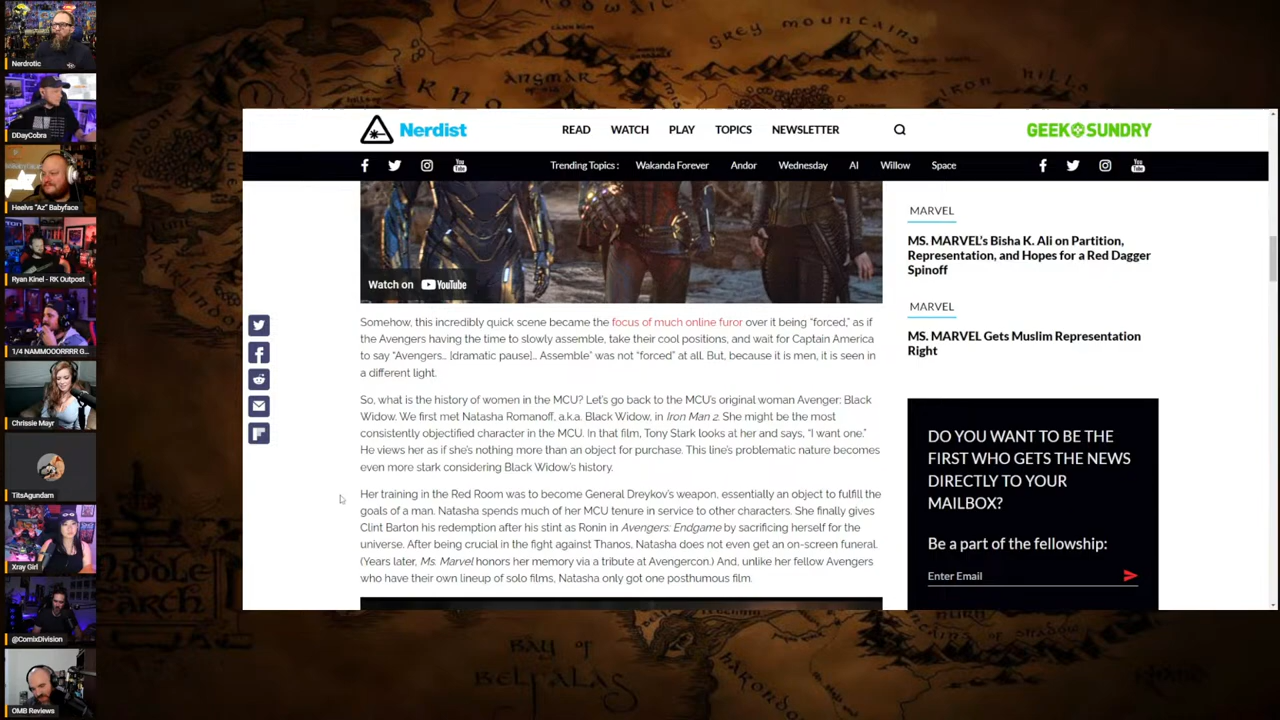 Nerdrotic
DDayCobra
Heelvs "Az" Babyface
Ryan Kinel - RK Outpost
1/4 NAMMOOORRRR G...
Chrissie Mayr
TitsAgundam
Xray Girl
@ComixDivision
OMB Reviews
GREY MOUNTAINS
ANGMAR
IRON HILLS
Nerdist
READ WATCH PLAY TOPICS NEWSLETTER
GEEK SUNDRY
Trending Topics : Wakanda Forever Andor Wednesday AI Willow Space
Watch on YouTube
Somehow, this incredibly quick scene became the focus of much online furor over it being “forced,” as if
the Avengers having the time to slowly assemble, take their cool positions, and wait for Captain America
to say “Avengers... [dramatic pause]... Assemble” was not “forced” at all. But, because it is men, it is seen in
a different light.
So, what is the history of women in the MCU? Let’s go back to the MCU’s original woman Avenger: Black
Widow. We first met Natasha Romanoff, a.k.a. Black Widow, in Iron Man 2. She might be the most
consistently objectified character in the MCU. In that film, Tony Stark looks at her and says, “I want one.”
He views her as if she’s nothing more than an object for purchase. This line’s problematic nature becomes
even more stark considering Black Widow’s history.
Her training in the Red Room was to become General Dreykov’s weapon, essentially an object to fulfill the
goals of a man. Natasha spends much of her MCU tenure in service to other characters. She finally gives
Clint Barton his redemption after his stint as Ronin in Avengers: Endgame by sacrificing herself for the
universe. After being crucial in the fight against Thanos, Natasha does not even get an on-screen funeral.
(Years later, Ms. Marvel honors her memory via a tribute at Avengercon.) And, unlike her fellow Avengers
who have their own lineup of solo films, Natasha only got one posthumous film.
MARVEL
MS. MARVEL’s Bisha K. Ali on Partition,
Representation, and Hopes for a Red Dagger
Spinoff
MARVEL
MS. MARVEL Gets Muslim Representation
Right
DO YOU WANT TO BE THE
FIRST WHO GETS THE NEWS
DIRECTLY TO YOUR
MAILBOX?
Be a part of the fellowship:
Enter Email
BAY OF
BELFALAS